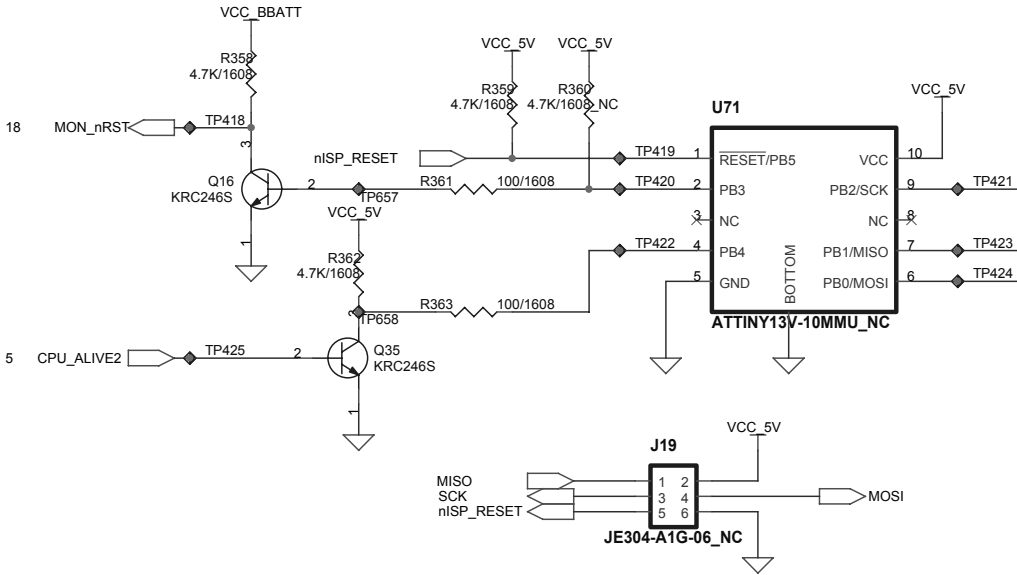 VCC_BBATT
R358
4.7K/1608
18 MON_nRST TP418
3
Q16
KRC246S
2
1
VCC_5V VCC_5V
R359 R360
4.7K/1608 4.7K/1608_NC
nISP_RESET
TP419
R361 100/1608 TP420
TP657
VCC_5V
R362
4.7K/1608
TP422
R363 100/1608
TP658
3
5 CPU_ALIVE2 TP425
2
Q35
KRC246S
1
U71
VCC_5V
1 RESET/PB5 VCC 10
2 PB3 PB2/SCK 9 TP421
3 NC NC 8
4 PB4 PB1/MISO 7 TP423
5 GND BOTTOM PB0/MOSI 6 TP424
ATTINY13V-10MMU_NC
VCC_5V
J19
MISO 1 2
SCK 3 4 MOSI
nISP_RESET 5 6
JE304-A1G-06_NC